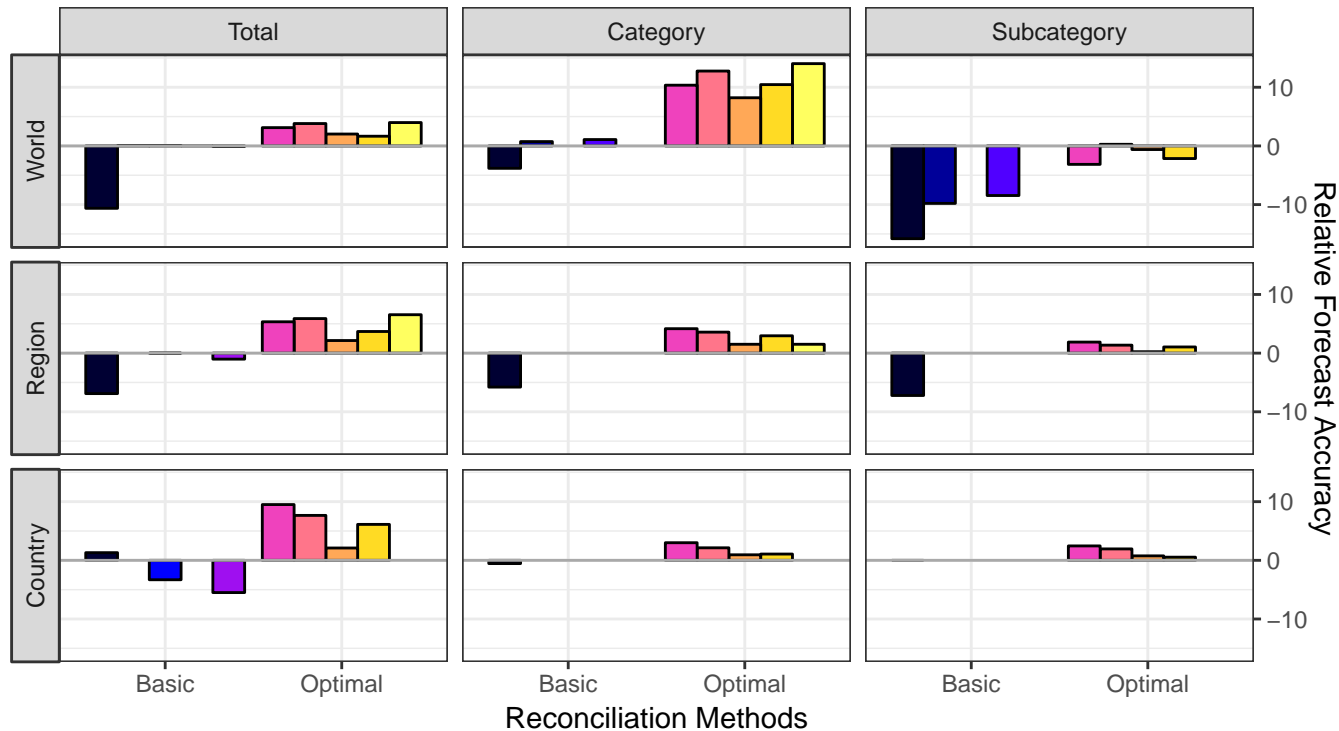 Total
Category
Subcategory
World
10
0
−10
Region
10
0
−10
Country
10
0
−10
Relative Forecast Accuracy
Basic
Optimal
Basic
Optimal
Basic
Optimal
Reconciliation Methods